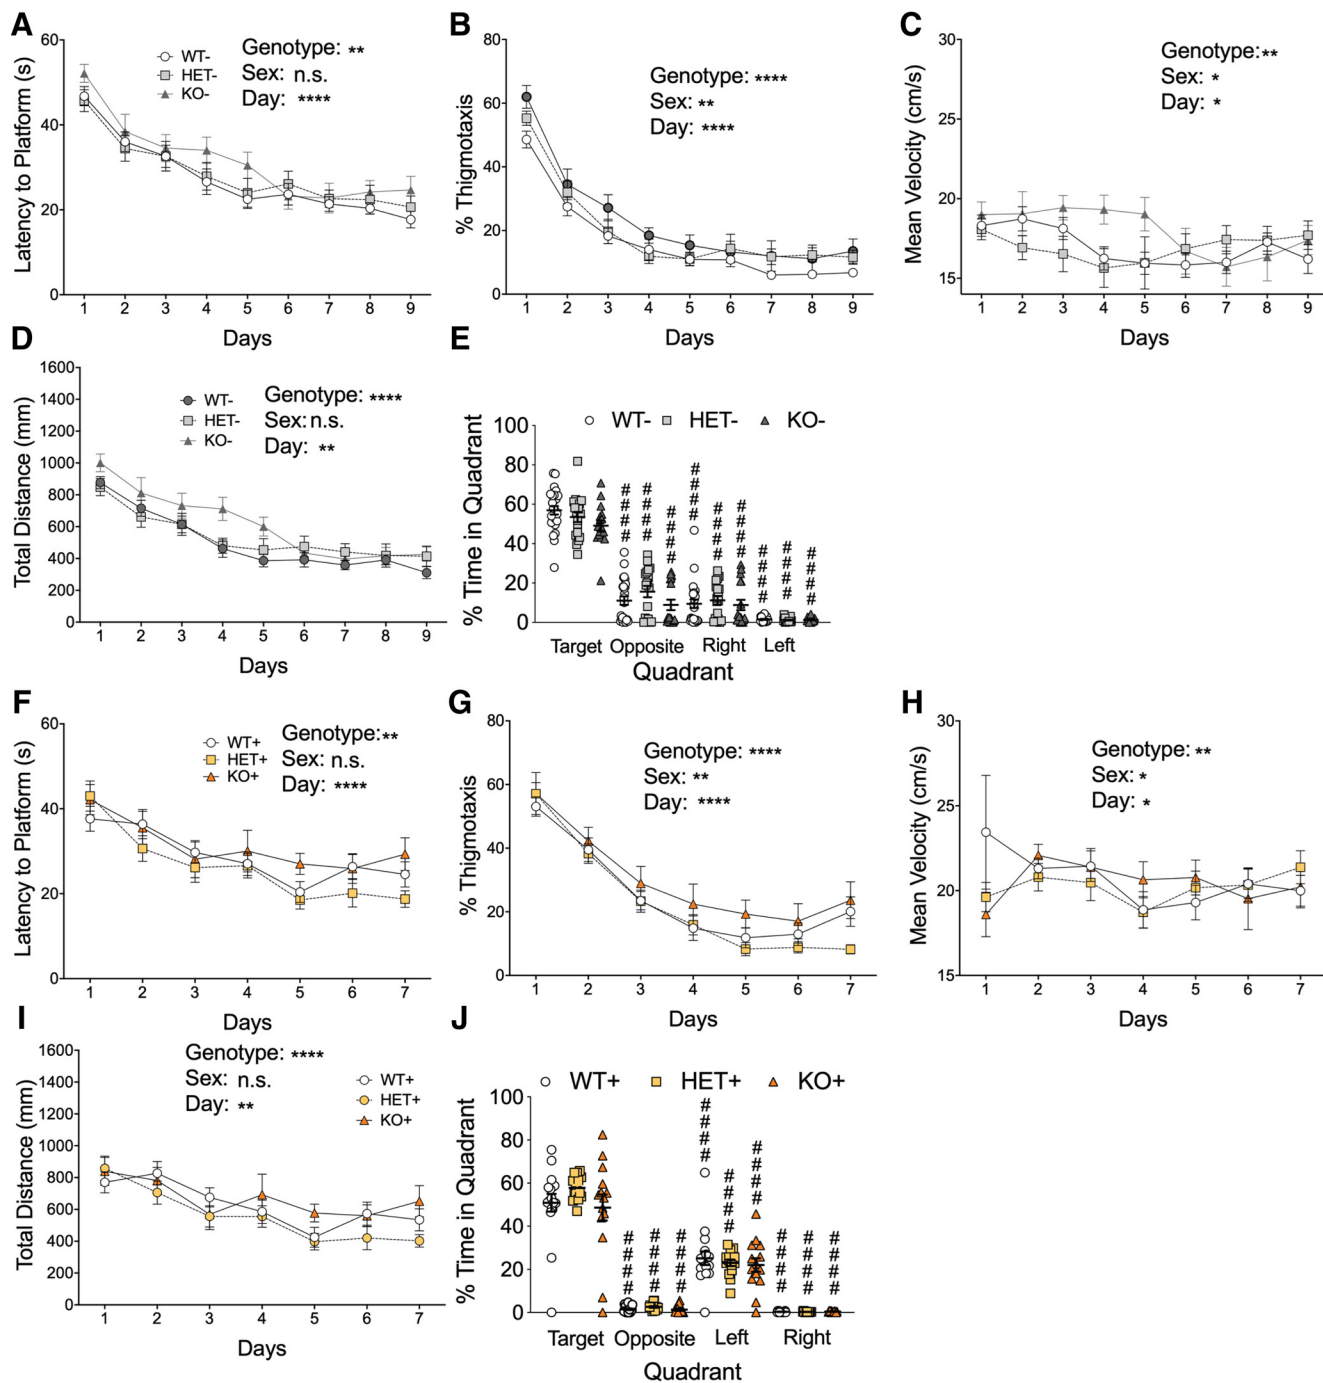 A
Latency to Platform (s)
60
40
20
0
WT-
HET-
KO-
Genotype: **
Sex: n.s.
Day: ****
1 2 3 4 5 6 7 8 9
Days
B
% Thigmotaxis
80
60
40
20
0
Genotype: ****
Sex: **
Day: ****
1 2 3 4 5 6 7 8 9
Days
C
Mean Velocity (cm/s)
30
25
20
15
Genotype: **
Sex: *
Day: *
1 2 3 4 5 6 7 8 9
Days
D
Total Distance (mm)
1600
1400
1200
1000
800
600
400
200
0
WT-
HET-
KO-
Genotype: ****
Sex: n.s.
Day: **
1 2 3 4 5 6 7 8 9
Days
E
% Time in Quadrant
WT- HET- KO-
100
80
60
40
20
0
####
####
####
####
####
####
####
####
####
Target Opposite Right Left
Quadrant
F
Latency to Platform (s)
60
40
20
0
WT+
HET+
KO+
Genotype: **
Sex: n.s.
Day: ****
1 2 3 4 5 6 7
Days
G
% Thigmotaxis
80
60
40
20
0
Genotype: ****
Sex: **
Day: ****
1 2 3 4 5 6 7
Days
H
Mean Velocity (cm/s)
30
25
20
15
Genotype: **
Sex: *
Day: *
1 2 3 4 5 6 7
Days
I
Total Distance (mm)
1600
1400
1200
1000
800
600
400
200
0
Genotype: ****
Sex: n.s.
Day: **
WT+
HET+
KO+
1 2 3 4 5 6 7
Days
J
% Time in Quadrant
WT+ HET+ KO+
100
80
60
40
20
0
####
####
####
####
####
####
####
####
####
Target Opposite Left Right
Quadrant